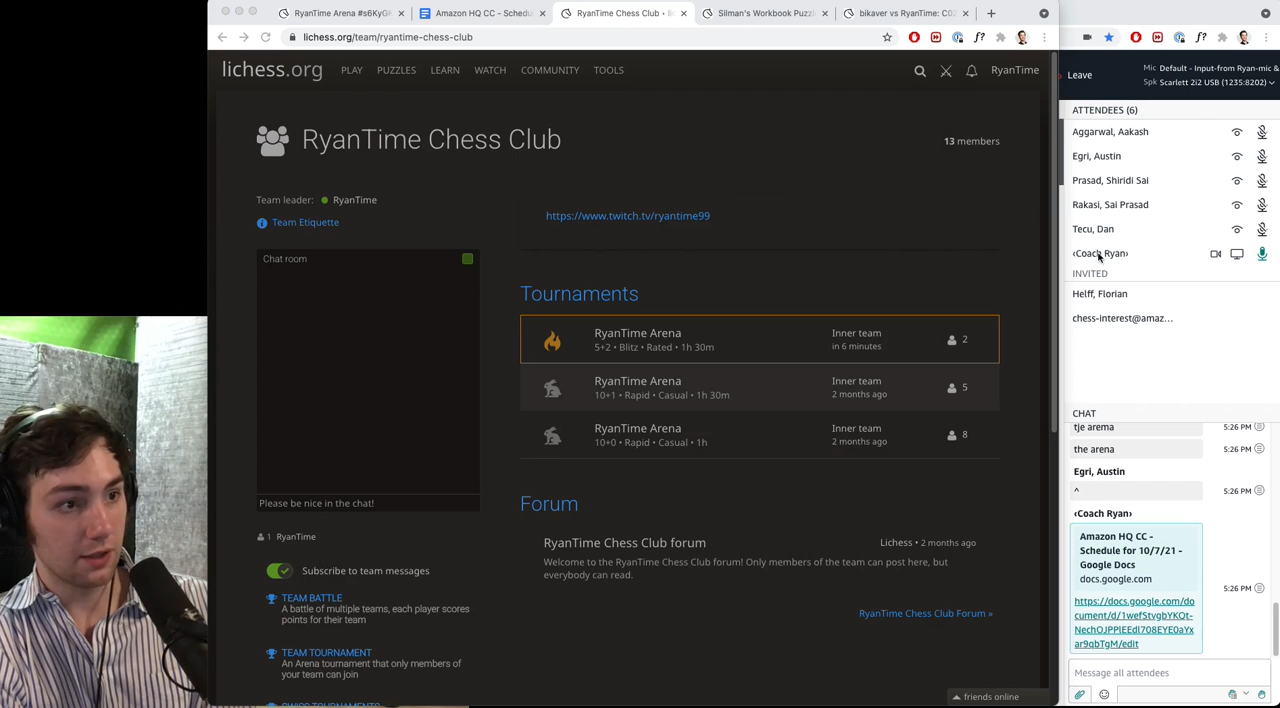 RyanTime Arena #s6KyG
Amazon HQ CC - Schedu
RyanTime Chess Club • li
Silman's Workbook Puzzl
bikaver vs RyanTime: C02
lichess.org/team/ryantime-chess-club
lichess.org PLAY PUZZLES LEARN WATCH COMMUNITY TOOLS RyanTime
RyanTime Chess Club
13 members
Team leader: RyanTime
Team Etiquette
https://www.twitch.tv/ryantime99
Chat room
Please be nice in the chat!
1 RyanTime
Subscribe to team messages
TEAM BATTLE
A battle of multiple teams, each player scores
points for their team
TEAM TOURNAMENT
An Arena tournament that only members of
your team can join
Tournaments
RyanTime Arena Inner team
5+2 • Blitz • Rated • 1h 30m in 6 minutes 2
RyanTime Arena Inner team
10+1 • Rapid • Casual • 1h 30m 2 months ago 5
RyanTime Arena Inner team
10+0 • Rapid • Casual • 1h 2 months ago 8
Forum
RyanTime Chess Club forum Lichess • 2 months ago
Welcome to the RyanTime Chess Club forum! Only members of the team can post here, but
everybody can read.
RyanTime Chess Club Forum »
friends online
Leave
Mic Default - Input-from Ryan-mic &
Spk Scarlett 2i2 USB (1235:8202)
ATTENDEES (6)
Aggarwal, Aakash
Egri, Austin
Prasad, Shiridi Sai
Rakasi, Sai Prasad
Tecu, Dan
‹Coach Ryan›
INVITED
Helff, Florian
chess-interest@amaz...
CHAT
tje arema 5:26 PM
the arena 5:26 PM
Egri, Austin
^ 5:26 PM
‹Coach Ryan›
Amazon HQ CC -
Schedule for 10/7/21 -
Google Docs
docs.google.com
5:26 PM
https://docs.google.com/do
cument/d/1wefStvgbYKQt-
NechOJPPlEEdl708EYE0aYx
ar9qbTgM/edit
Message all attendees